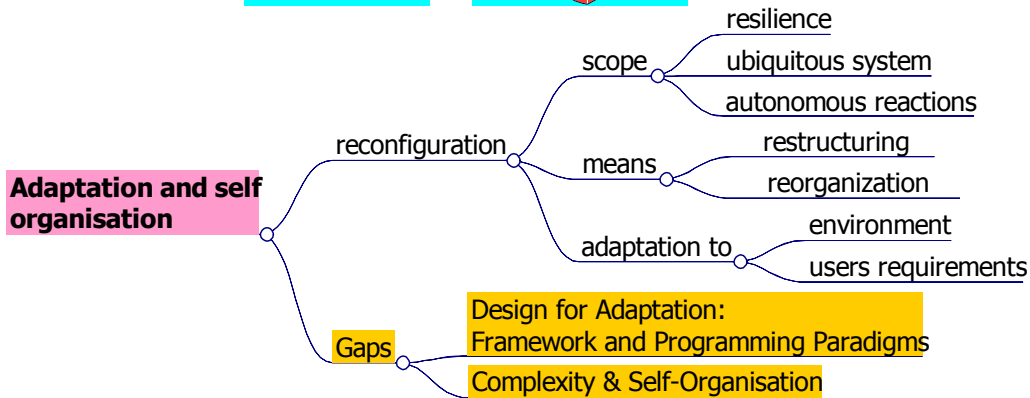 resilience
scope
ubiquitous system
autonomous reactions
reconfiguration
restructuring
means
reorganization
Adaptation and self
organisation
environment
adaptation to
users requirements
Design for Adaptation:
Framework and Programming Paradigms
Gaps
Complexity & Self-Organisation